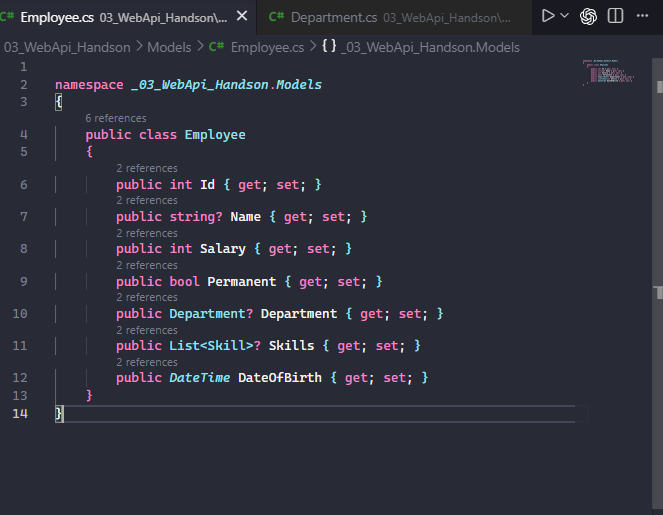 C# Employee.cs 03_WebApi_Handson\... × C# Department.cs 03_WebApi_Handson\... ...
03_WebApi_Handson > Models > C# Employee.cs > { } _03_WebApi_Handson.Models
1
2 namespace _03_WebApi_Handson.Models
3 {
6 references
4 public class Employee
5 {
2 references
6 public int Id { get; set; }
2 references
7 public string? Name { get; set; }
2 references
8 public int Salary { get; set; }
2 references
9 public bool Permanent { get; set; }
2 references
10 public Department? Department { get; set; }
2 references
11 public List<Skill>? Skills { get; set; }
2 references
12 public DateTime DateOfBirth { get; set; }
13 }
14 }